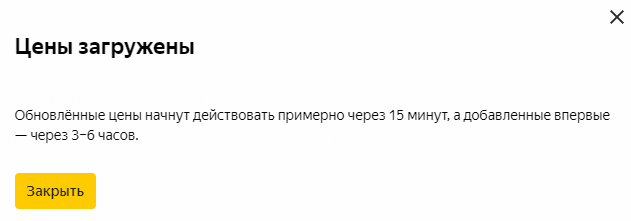 Цены загружены
Обновлённые цены начнут действовать примерно через 15 минут, а добавленные впервые
— через 3–6 часов.
Закрыть